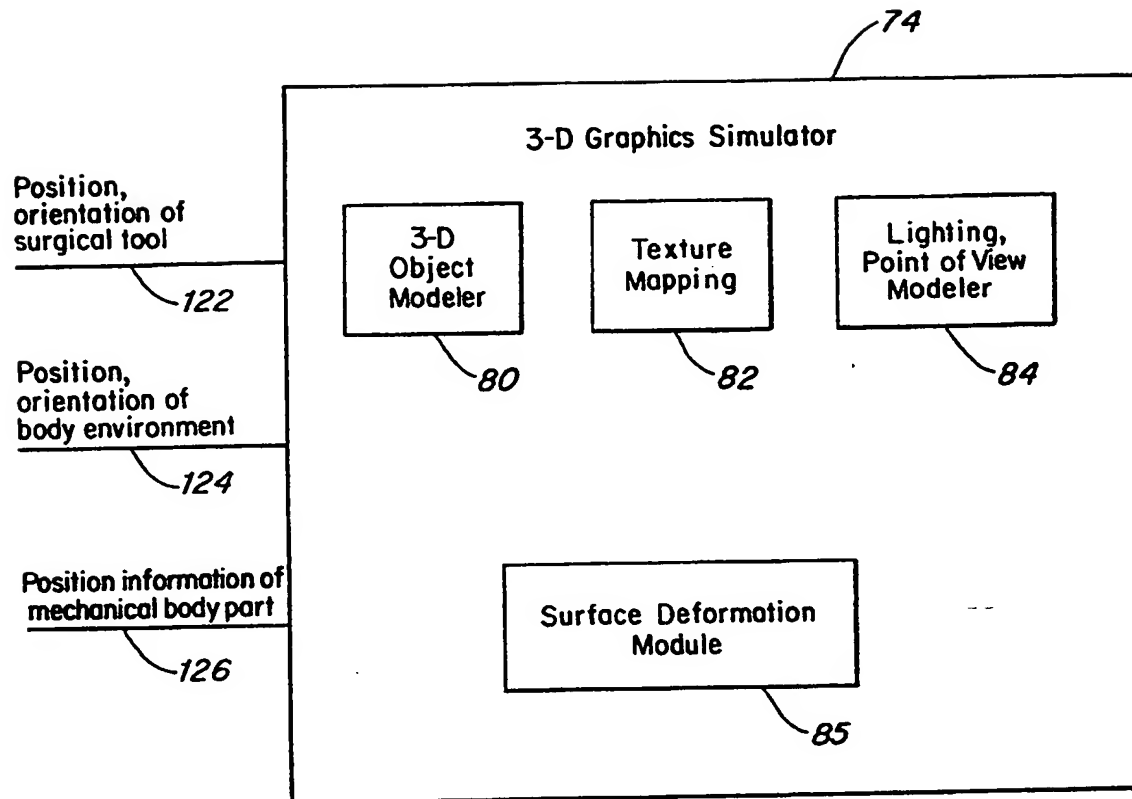 74
3-D Graphics Simulator
Position,
orientation of
surgical tool
122
3-D
Object
Modeler
80
Texture
Mapping
82
Lighting,
Point of View
Modeler
84
Position,
orientation of
body environment
124
Position information of
mechanical body part
126
Surface Deformation
Module
85